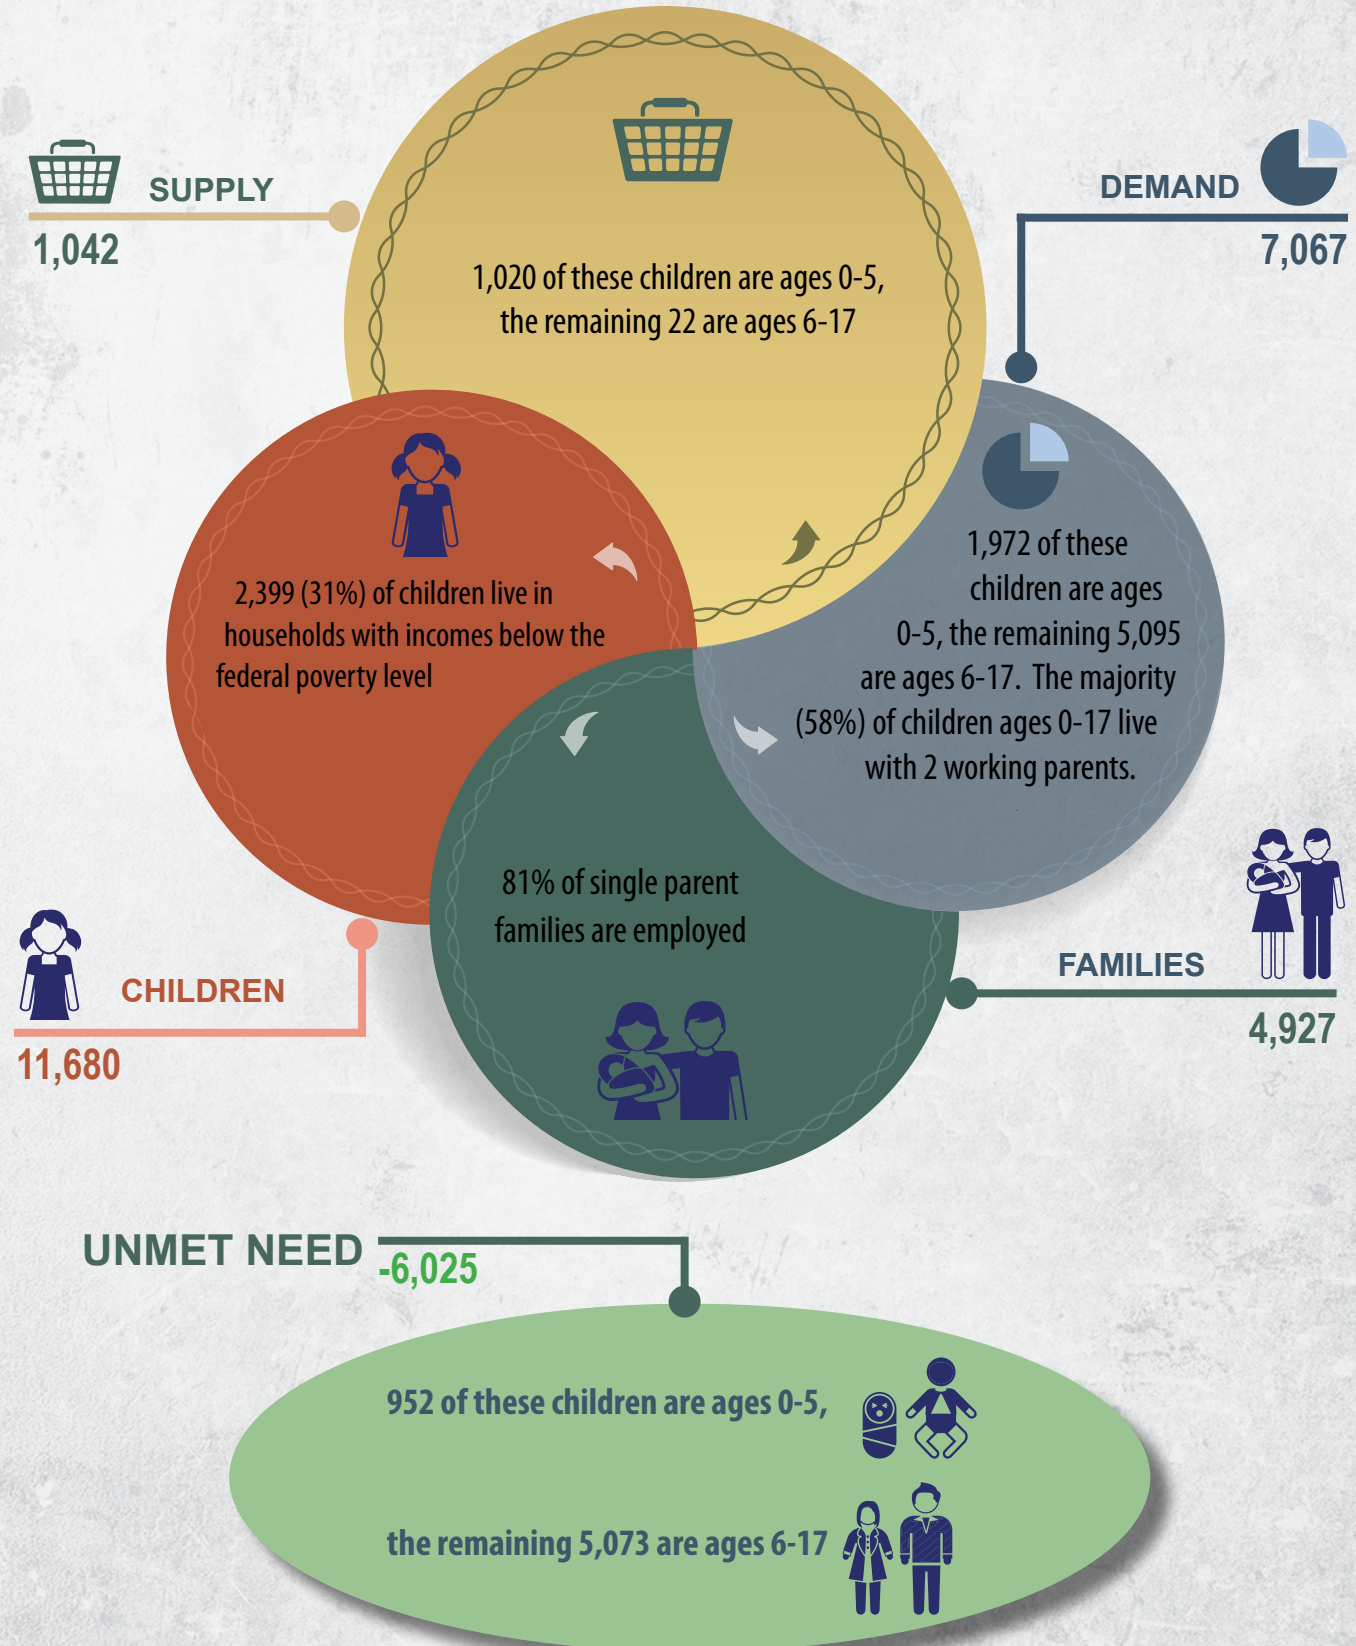 SUPPLY
1,042
DEMAND
7,067
1,020 of these children are ages 0-5,
the remaining 22 are ages 6-17
2,399 (31%) of children live in
households with incomes below the
federal poverty level
1,972 of these
children are ages
0-5, the remaining 5,095
are ages 6-17.  The majority
(58%) of children ages 0-17 live
with 2 working parents.
81% of single parent
families are employed
CHILDREN
11,680
FAMILIES
4,927
UNMET NEED
-6,025
952 of these children are ages 0-5,
the remaining 5,073 are ages 6-17